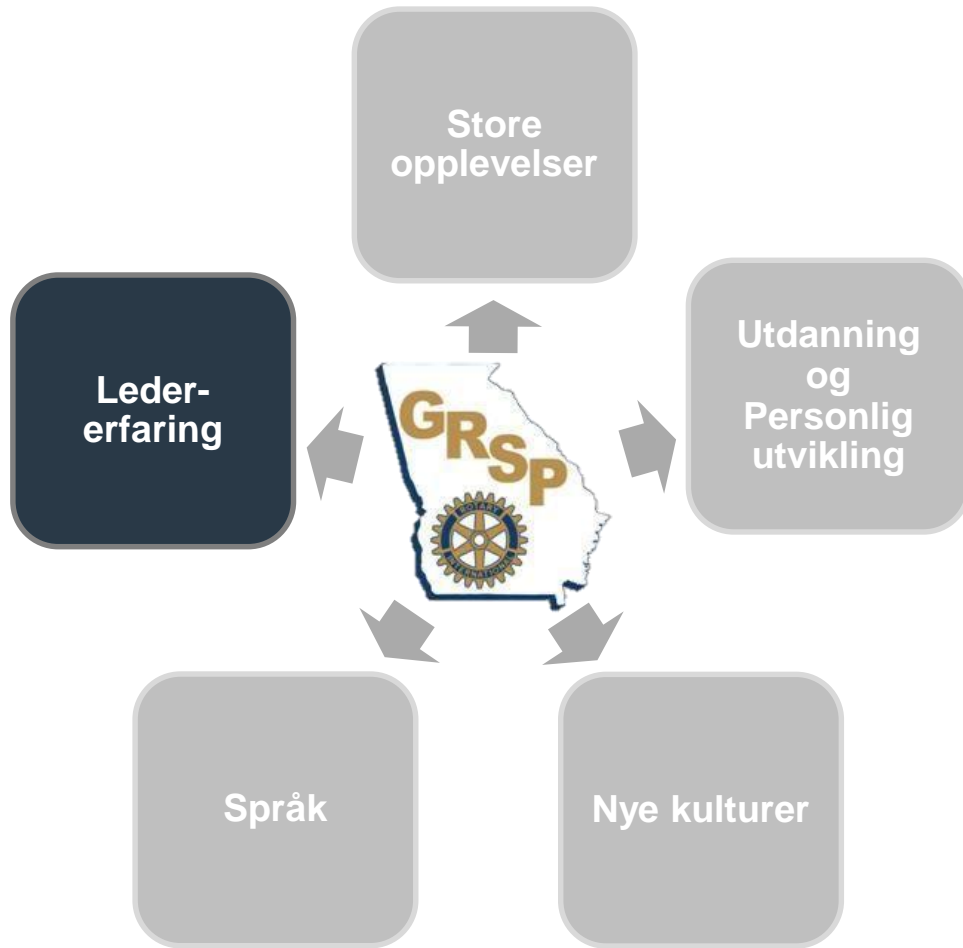 Store
opplevelser
Utdanning
og
Personlig
utvikling
Leder-
erfaring
GRSP
ROTARY
INTERNATIONAL
Språk
Nye kulturer